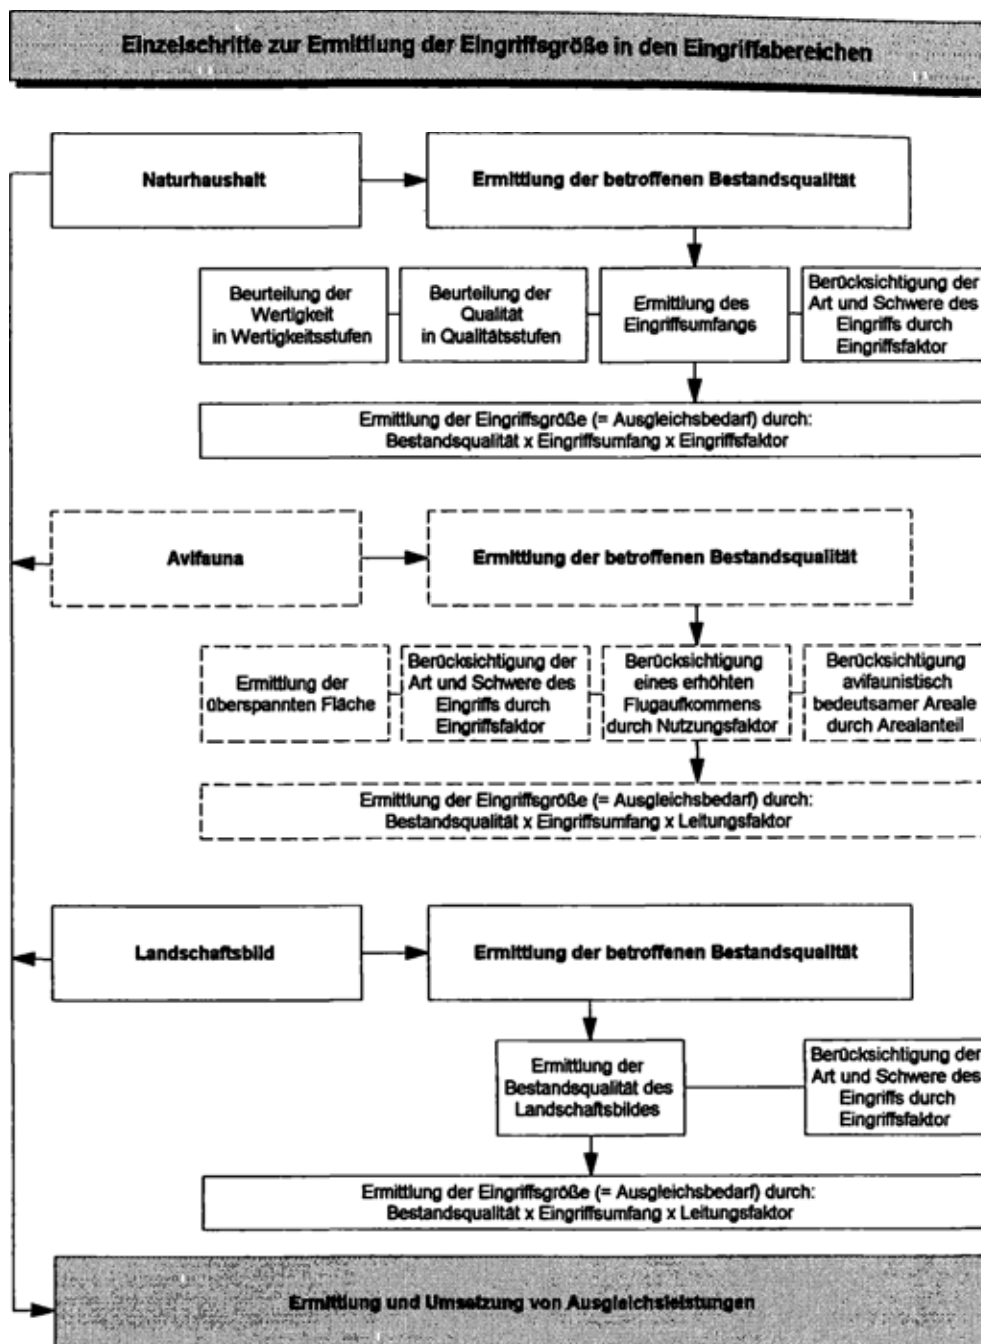 Einzelschritte zur Ermittlung der Eingriffsgröße in den Eingriffsbereichen
Naturhaushalt
Ermittlung der betroffenen Bestandsqualität
Beurteilung der
Wertigkeit
in Wertigkeitsstufen
Beurteilung der
Qualität
in Qualitätsstufen
Ermittlung des
Eingriffsumfangs
Berücksichtigung der
Art und Schwere des
Eingriffs durch
Eingriffsfaktor
Ermittlung der Eingriffsgröße (= Ausgleichsbedarf) durch:
Bestandsqualität x Eingriffsumfang x Eingriffsfaktor
Avifauna
Ermittlung der betroffenen Bestandsqualität
Ermittlung der
überspannten Fläche
Berücksichtigung der
Art und Schwere des
Eingriffs durch
Eingriffsfaktor
Berücksichtigung
eines erhöhten
Flugaufkommens
durch Nutzungsfaktor
Berücksichtigung
avifaunistisch
bedeutsamer Areale
durch Arealanteil
Ermittlung der Eingriffsgröße (= Ausgleichsbedarf) durch:
Bestandsqualität x Eingriffsumfang x Leitungsfaktor
Landschaftsbild
Ermittlung der betroffenen Bestandsqualität
Ermittlung der
Bestandsqualität des
Landschaftsbildes
Berücksichtigung der
Art und Schwere des
Eingriffs durch
Eingriffsfaktor
Ermittlung der Eingriffsgröße (= Ausgleichsbedarf) durch:
Bestandsqualität x Eingriffsumfang x Leitungsfaktor
Ermittlung und Umsetzung von Ausgleichsleistungen